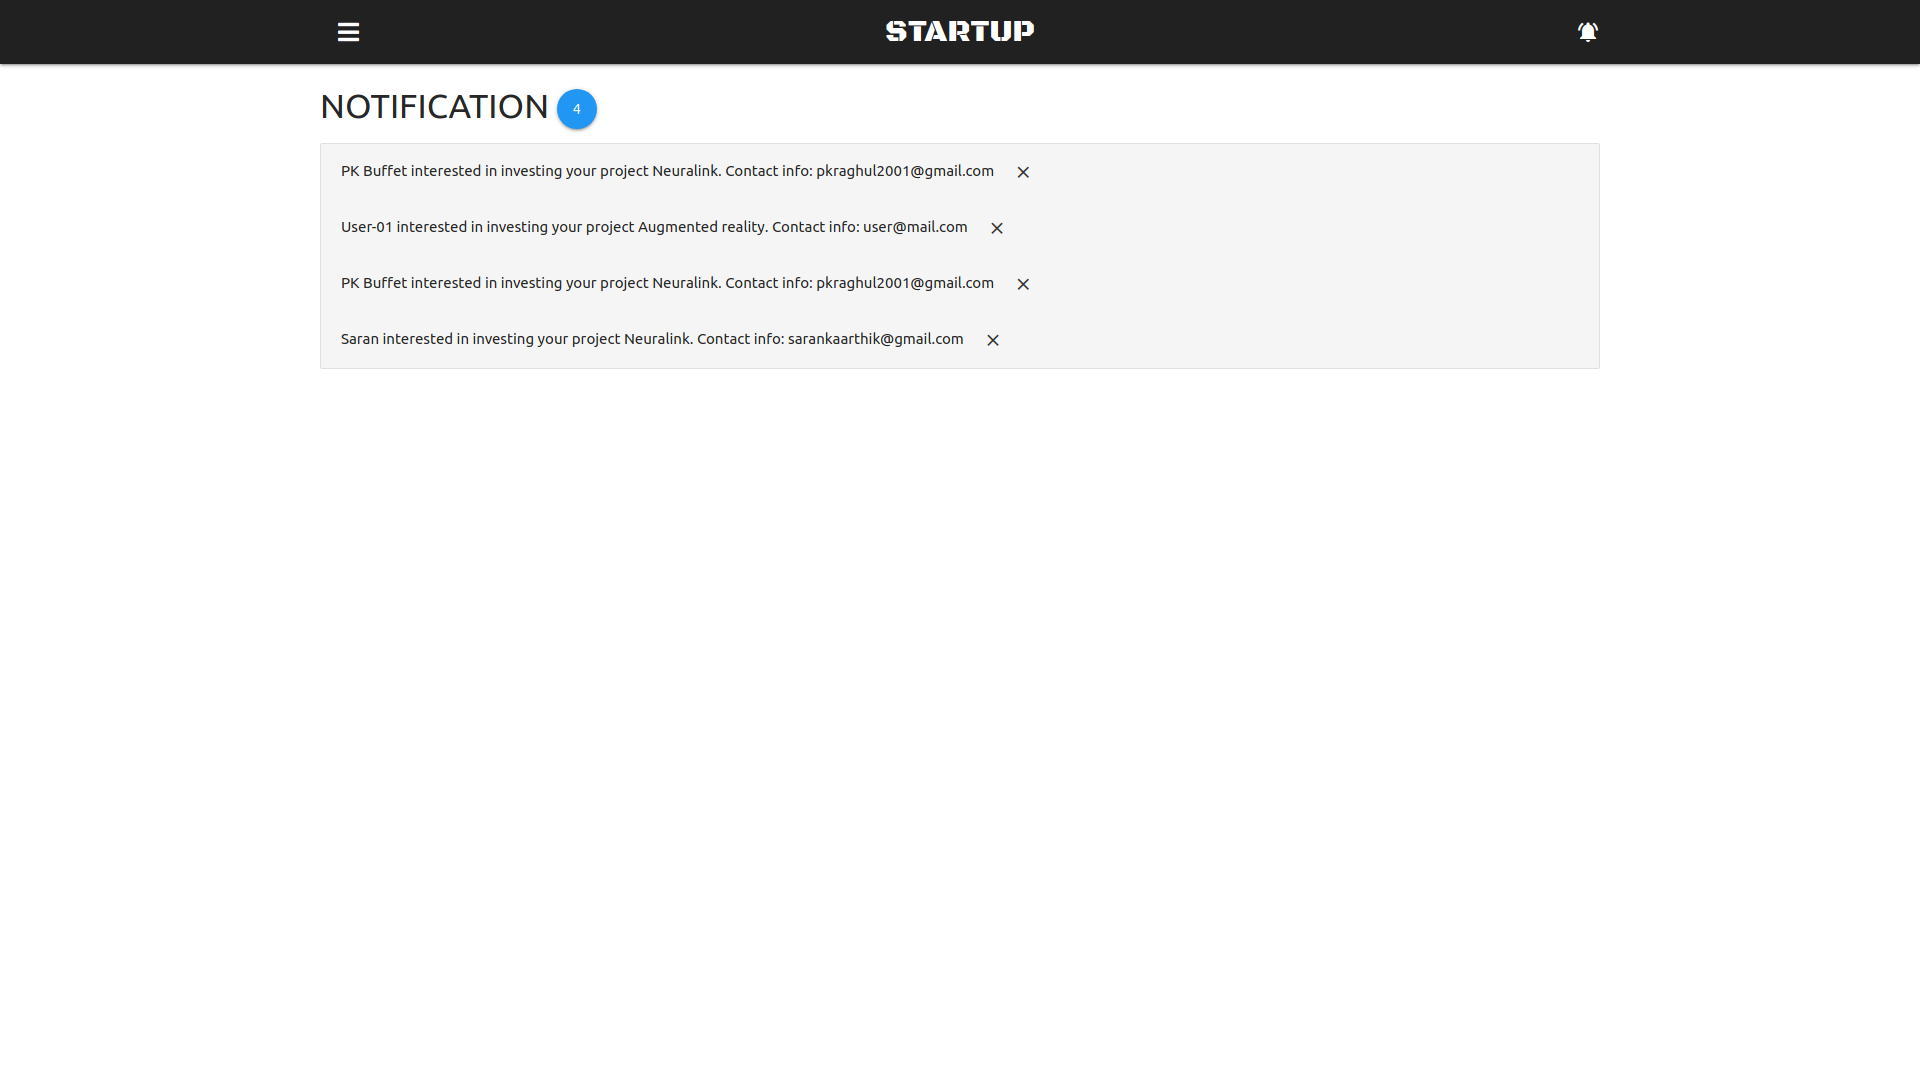 STARTUP
NOTIFICATION 4
PK Buffet interested in investing your project Neuralink. Contact info: pkraghul2001@gmail.com
User-01 interested in investing your project Augmented reality. Contact info: user@mail.com
PK Buffet interested in investing your project Neuralink. Contact info: pkraghul2001@gmail.com
Saran interested in investing your project Neuralink. Contact info: sarankaarthik@gmail.com